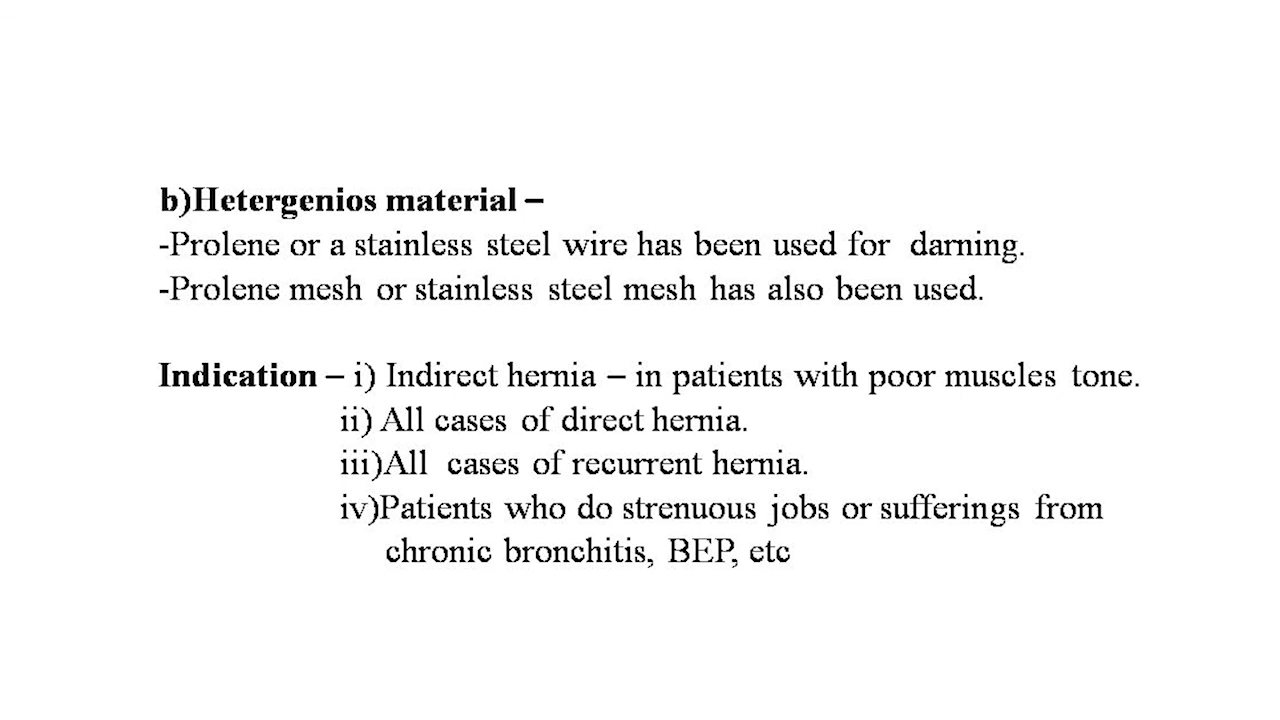 b)Hetergenios material –
-Prolene or a stainless steel wire has been used for darning.
-Prolene mesh or stainless steel mesh has also been used.
Indication – i) Indirect hernia – in patients with poor muscles tone.
ii) All cases of direct hernia.
iii)All cases of recurrent hernia.
iv)Patients who do strenuous jobs or sufferings from
chronic bronchitis, BEP, etc